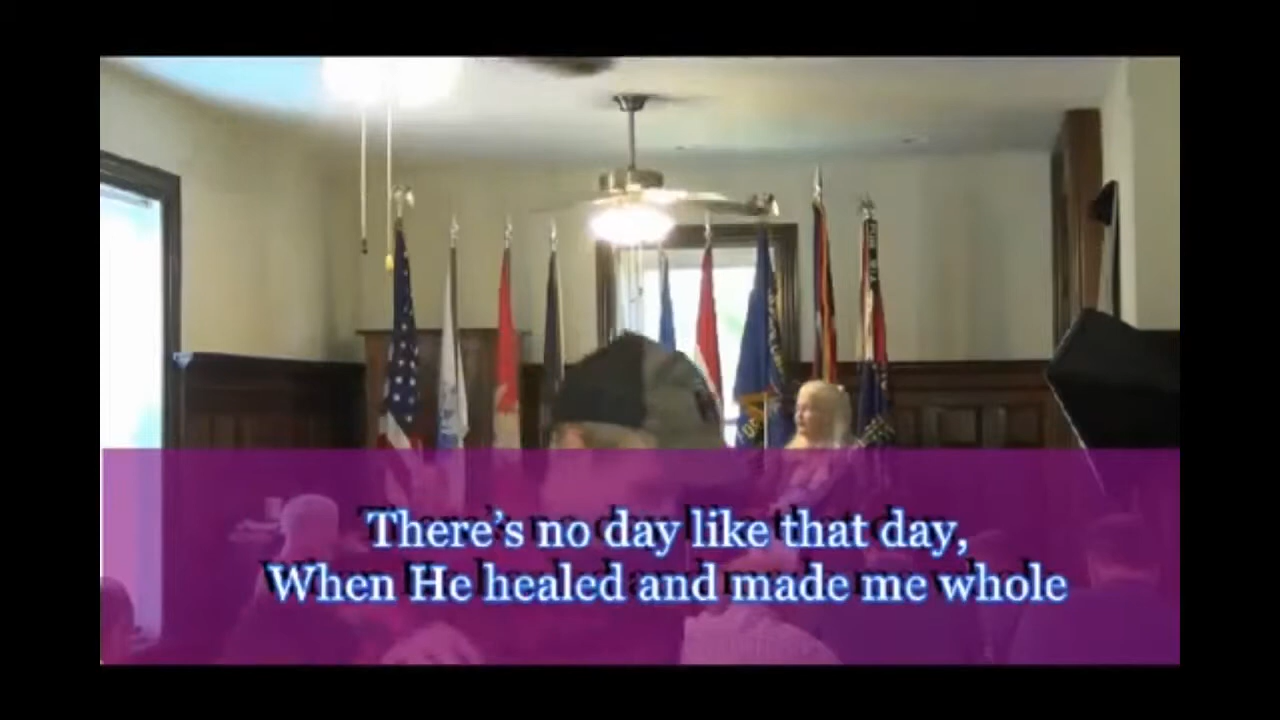 There's no day like that day,
When He healed and made me whole